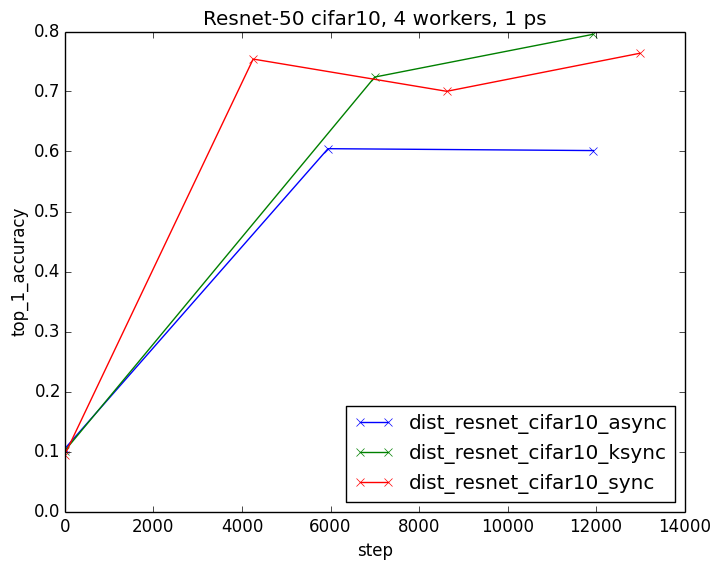 Resnet-50 cifar10, 4 workers, 1 ps
0.8
0.7
0.6
0.5
0.4
0.3
0.2
0.1
0.0
top_1_accuracy
dist_resnet_cifar10_async
dist_resnet_cifar10_ksync
dist_resnet_cifar10_sync
0 2000 4000 6000 8000 10000 12000 14000
step